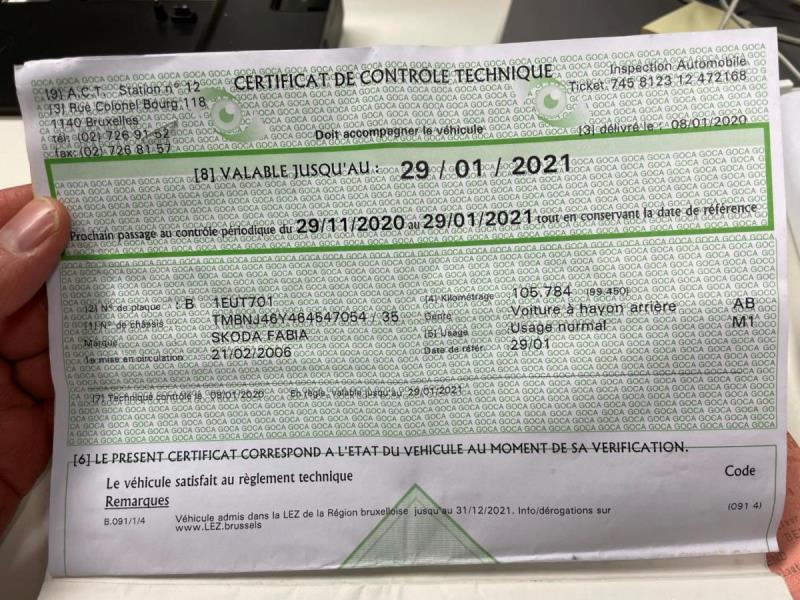 CERTIFICAT DE CONTROLE TECHNIQUE
(9) A.C.T. Station n° 12
[3] Rue Colonel Bourg 118
1140 Bruxelles
tél: (02) 726 91 52
fax: (02) 726 81 57
Inspection Automobile
Ticket 745 8123 12 472168
Doit accompagner le véhicule
[3] délivré le : 08/01/2020
[8] VALABLE JUSQU'AU : 29 / 01 / 2021
Prochain passage au contrôle périodique du 29/11/2020 au 29/01/2021 tout en conservant la date de référence
[2] N° de plaque : B 1EUT701
[1] N° de chassis TMBNJ46Y464547054 / 35
Marque SKODA FABIA
1e mise en circulation 21/02/2006
[4] Kilométrage 105.784 (99.450)
Genre Voiture à hayon arrière AB
[5] Usage Usage normal M1
Date de référ. 29/01
[7] Technique contrôlé le 08/01/2020 En règle, valable jusqu'au 29/01/2021
[6] LE PRESENT CERTIFICAT CORRESPOND A L'ETAT DU VEHICULE AU MOMENT DE SA VERIFICATION.
Le véhicule satisfait au règlement technique
Code
Remarques
B.091/1/4 Véhicule admis dans la LEZ de la Région bruxelloise jusqu'au 31/12/2021. Info/dérogations sur (091 4)
www.LEZ.brussels